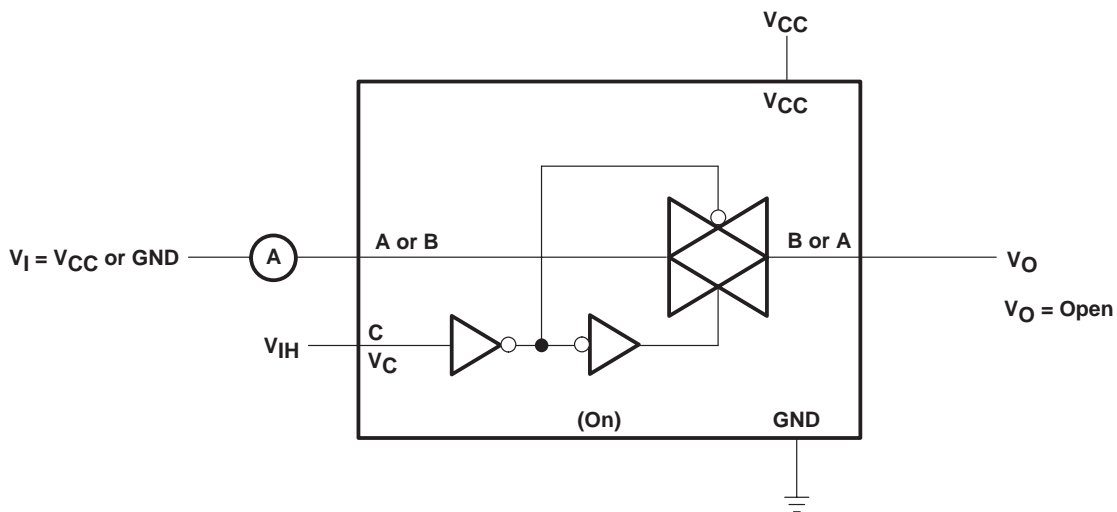 VCC
VCC
VI = VCC or GND
A
A or B
B or A
VO
VO = Open
VIH
C
VC
(On)
GND